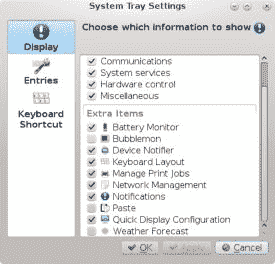 System Tray Settings
Choose which information to show
Display
Entries
Keyboard
Shortcut
Communications
System services
Hardware control
Miscellaneous
Extra Items
Battery Monitor
Bubblemon
Device Notifier
Keyboard Layout
Manage Print Jobs
Network Management
Notifications
Paste
Quick Display Configuration
Weather Forecast
OK
Apply
Cancel